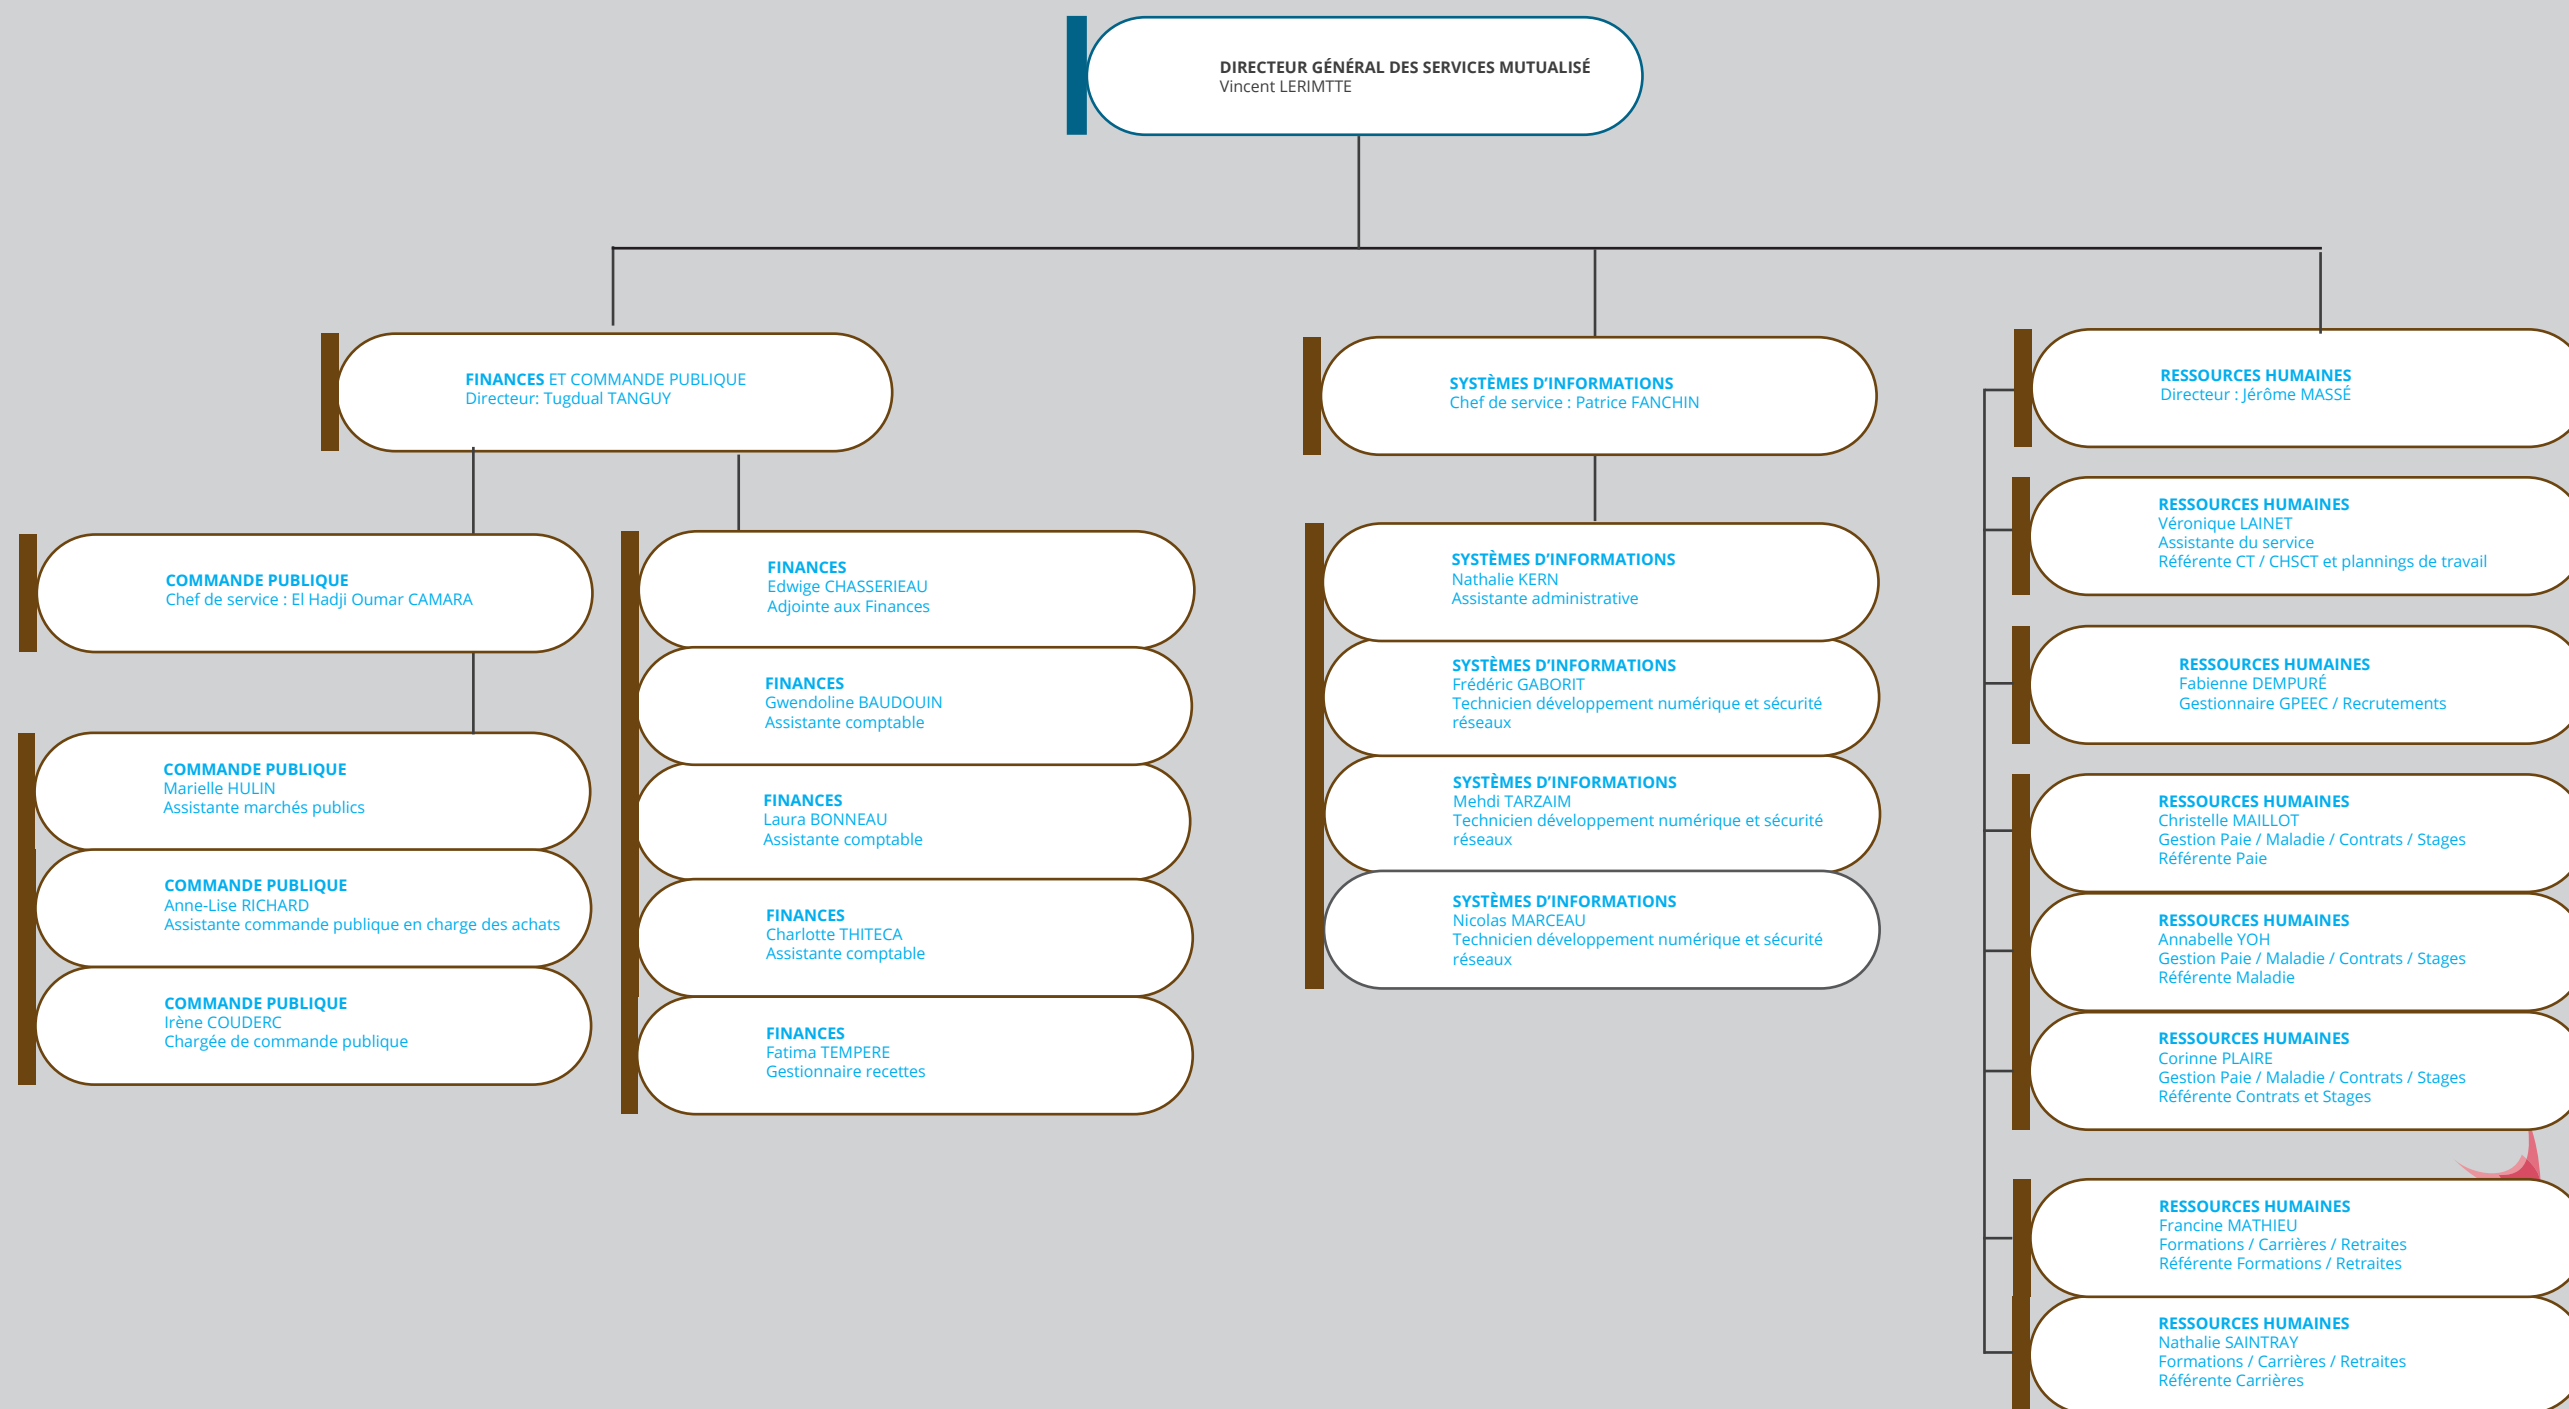 DIRECTEUR GÉNÉRAL DES SERVICES MUTUALISÉ
Vincent LERIMTTE
FINANCES ET COMMANDE PUBLIQUE
Directeur: Tugdual TANGUY
COMMANDE PUBLIQUE
Chef de service : El Hadji Oumar CAMARA
COMMANDE PUBLIQUE
Marielle HULIN
Assistante marchés publics
COMMANDE PUBLIQUE
Anne-Lise RICHARD
Assistante commande publique en charge des achats
COMMANDE PUBLIQUE
Irène COUDERC
Chargée de commande publique
FINANCES
Edwige CHASSERIEAU
Adjointe aux Finances
FINANCES
Gwendoline BAUDOUIN
Assistante comptable
FINANCES
Laura BONNEAU
Assistante comptable
FINANCES
Charlotte THITECA
Assistante comptable
FINANCES
Fatima TEMPERE
Gestionnaire recettes
SYSTÈMES D’INFORMATIONS
Chef de service : Patrice FANCHIN
SYSTÈMES D’INFORMATIONS
Nathalie KERN
Assistante administrative
SYSTÈMES D’INFORMATIONS
Frédéric GABORIT
Technicien développement numérique et sécurité
réseaux
SYSTÈMES D’INFORMATIONS
Mehdi TARZAIM
Technicien développement numérique et sécurité
réseaux
SYSTÈMES D’INFORMATIONS
Nicolas MARCEAU
Technicien développement numérique et sécurité
réseaux
RESSOURCES HUMAINES
Directeur : Jérôme MASSÉ
RESSOURCES HUMAINES
Véronique LAINET
Assistante du service
Référente CT / CHSCT et plannings de travail
RESSOURCES HUMAINES
Fabienne DEMPURÉ
Gestionnaire GPEEC / Recrutements
RESSOURCES HUMAINES
Christelle MAILLOT
Gestion Paie / Maladie / Contrats / Stages
Référente Paie
RESSOURCES HUMAINES
Annabelle YOH
Gestion Paie / Maladie / Contrats / Stages
Référente Maladie
RESSOURCES HUMAINES
Corinne PLAIRE
Gestion Paie / Maladie / Contrats / Stages
Référente Contrats et Stages
RESSOURCES HUMAINES
Francine MATHIEU
Formations / Carrières / Retraites
Référente Formations / Retraites
RESSOURCES HUMAINES
Nathalie SAINTRAY
Formations / Carrières / Retraites
Référente Carrières